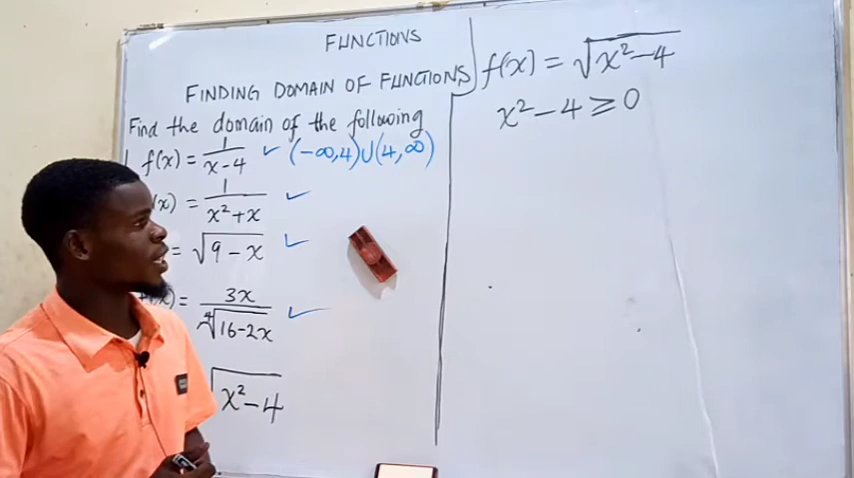 FUNCTIONS
FINDING DOMAIN OF FUNCTIONS
Find the domain of the following
f(x) = 1/(x-4) ✓ (-∞,4)∪(4,∞)
(x) = 1/(x²+x) ✓
= √(9-x) ✓
(x) = 3x/∜(16-2x) ✓
√(x²-4)
f(x) = √(x²-4)
x²-4 ≥ 0